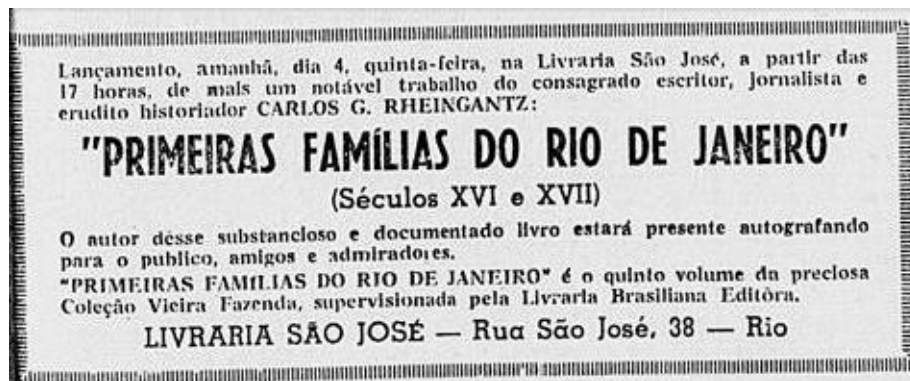 Lançamento, amanhã, dia 4, quinta-feira, na Livraria São José, a partir das
17 horas, de mais um notável trabalho do consagrado escritor, jornalista e
erudito historiador CARLOS G. RHEINGANTZ:
"PRIMEIRAS FAMÍLIAS DO RIO DE JANEIRO"
(Séculos XVI e XVII)
O autor dêsse substancioso e documentado livro estará presente autografando
para o publico, amigos e admiradores.
"PRIMEIRAS FAMILIAS DO RIO DE JANEIRO" é o quinto volume da preciosa
Coleção Vieira Fazenda, supervisionada pela Livraria Brasiliana Editôra.
LIVRARIA SÃO JOSÉ — Rua São José, 38 — Rio